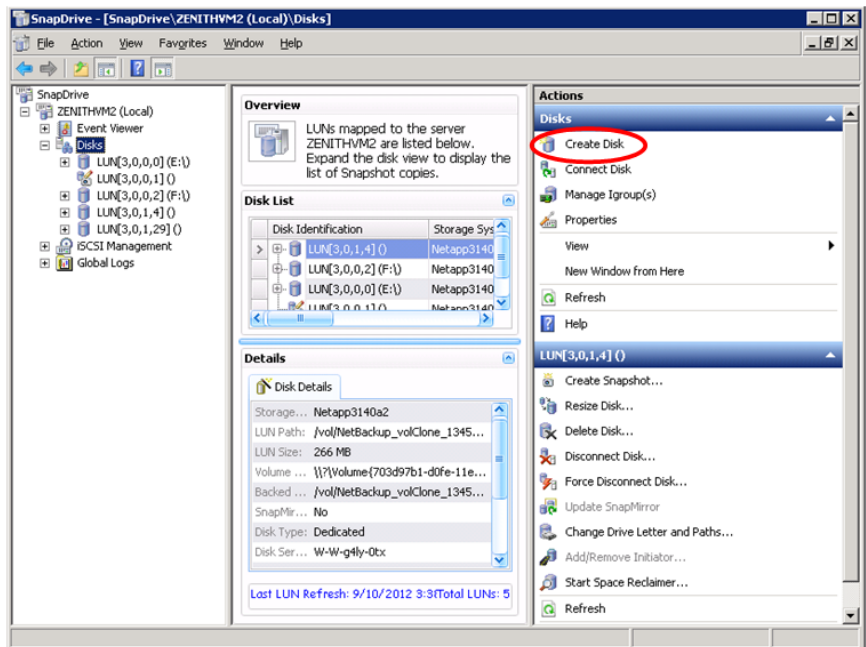 SnapDrive - [SnapDrive\ZENITHVM2 (Local)\Disks]
File Action View Favorites Window Help
SnapDrive
ZENITHVM2 (Local)
Event Viewer
Disks
LUN[3,0,0,0] (E:\)
LUN[3,0,0,1] ()
LUN[3,0,0,2] (F:\)
LUN[3,0,1,4] ()
LUN[3,0,1,29] ()
iSCSI Management
Global Logs
Overview
LUNs mapped to the server
ZENITHVM2 are listed below.
Expand the disk view to display the
list of Snapshot copies.
Disk List
Disk Identification Storage Sys
LUN[3,0,1,4] () Netapp3140
LUN[3,0,0,2] (F:\) Netapp3140
LUN[3,0,0,0] (E:\) Netapp3140
LUN[3,0,0,1] () Netapp3140
Details
Disk Details
Storage... Netapp3140a2
LUN Path: /vol/NetBackup_volClone_1345...
LUN Size: 266 MB
Volume ... \\?\Volume{703d97b1-d0fe-11e...
Backed ... /vol/NetBackup_volClone_1345...
SnapMir... No
Disk Type: Dedicated
Disk Ser... W-W-g4ly-0tx
Last LUN Refresh: 9/10/2012 3:3 Total LUNs: 5
Actions
Disks
Create Disk
Connect Disk
Manage Igroup(s)
Properties
View
New Window from Here
Refresh
Help
LUN[3,0,1,4] ()
Create Snapshot...
Resize Disk...
Delete Disk...
Disconnect Disk...
Force Disconnect Disk...
Update SnapMirror
Change Drive Letter and Paths...
Add/Remove Initiator...
Start Space Reclaimer...
Refresh